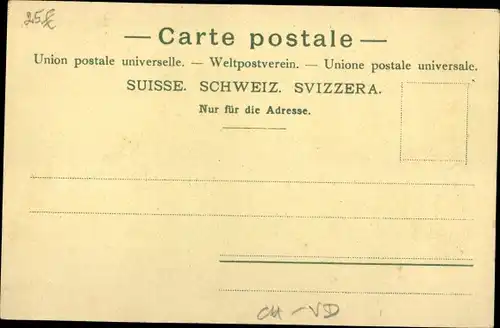 25
— Carte postale —
Union postale universelle. — Weltpostverein. — Unione postale universale.
SUISSE. SCHWEIZ. SVIZZERA.
Nur für die Adresse.
CH - VD